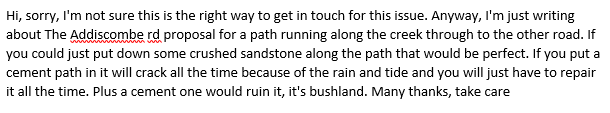 Hi, sorry, I'm not sure this is the right way to get in touch for this issue. Anyway, I'm just writing
about The Addiscombe rd proposal for a path running along the creek through to the other road. If
you could just put down some crushed sandstone along the path that would be perfect. If you put a
cement path in it will crack all the time because of the rain and tide and you will just have to repair
it all the time. Plus a cement one would ruin it, it's bushland. Many thanks, take care